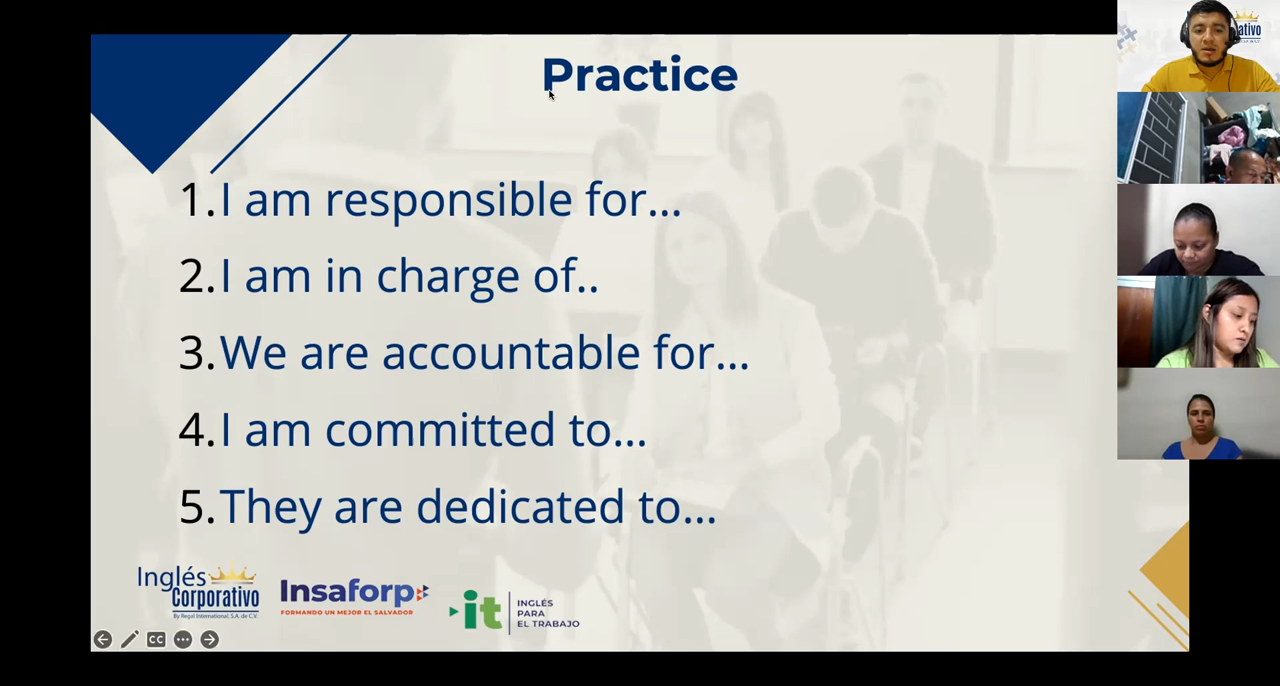 Practice
1. I am responsible for...
2. I am in charge of..
3. We are accountable for...
4. I am committed to...
5. They are dedicated to...
Inglés
Corporativo
By Regal International, S.A. de C.V.
Insaforp
FORMANDO UN MEJOR EL SALVADOR
it
INGLÉS
PARA
EL TRABAJO
CC
ativo